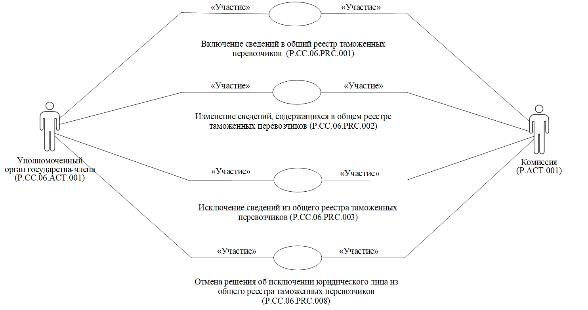 «Участие» «Участие»
Включение сведений в общий реестр таможенных
перевозчиков (P.CC.06.PRC.001)
«Участие» «Участие»
Изменение сведений, содержащихся в общем реестре
таможенных перевозчиков (P.CC.06.PRC.002)
Уполномоченный
орган государства-члена
(P.CC.06.ACT.001)
Комиссия
(P.ACT.001)
«Участие» «Участие»
Исключение сведений из общего реестра таможенных
перевозчиков (P.CC.06.PRC.003)
«Участие» «Участие»
Отмена решения об исключении юридического лица из
общего реестра таможенных перевозчиков
(P.CC.06.PRC.008)